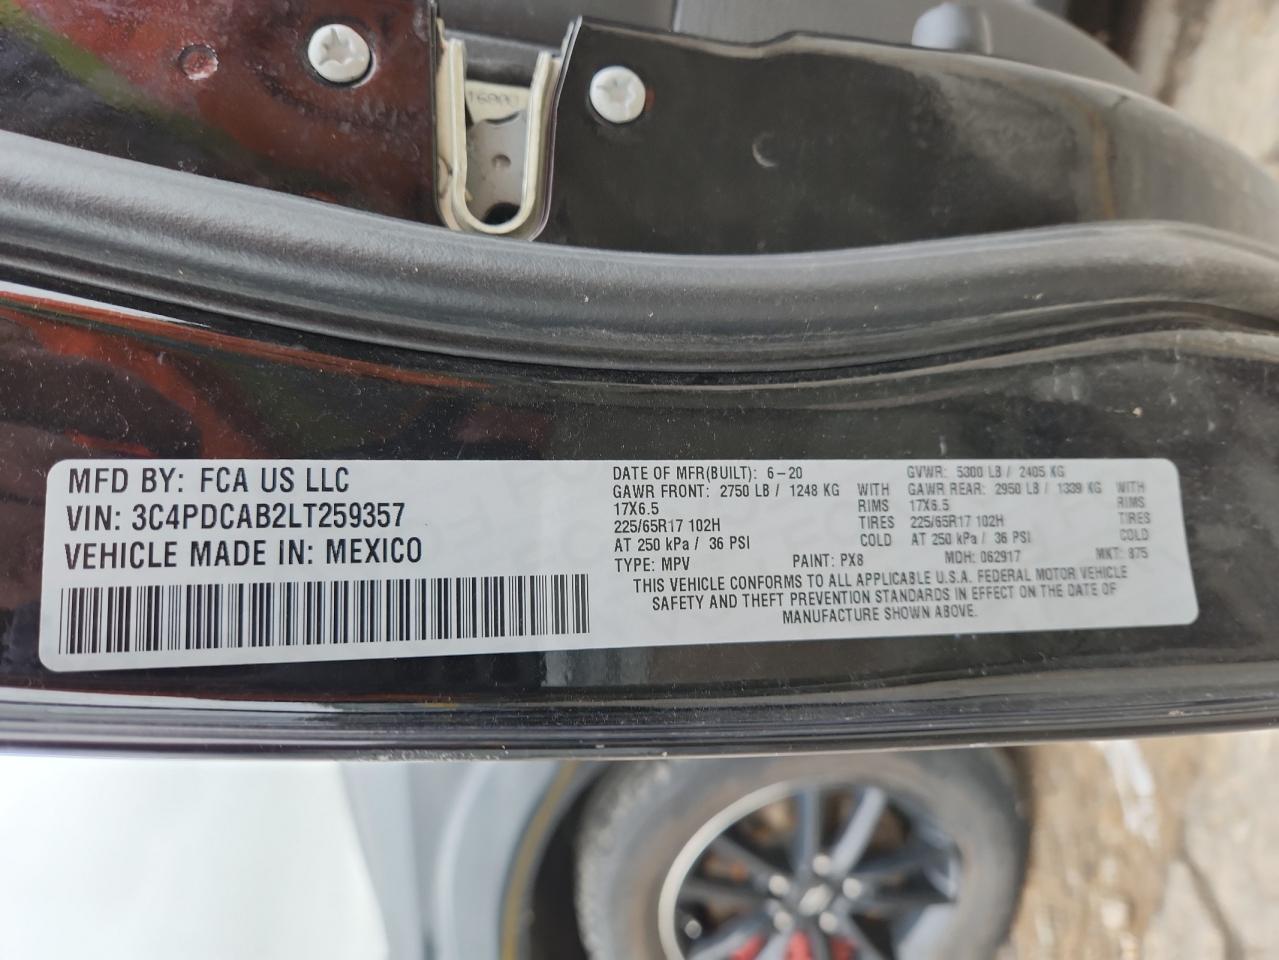 MFD BY: FCA US LLC
VIN: 3C4PDCAB2LT259357
VEHICLE MADE IN: MEXICO
DATE OF MFR(BUILT): 6-20 GVWR: 5300 LB / 2405 KG
GAWR FRONT: 2750 LB / 1248 KG WITH GAWR REAR: 2950 LB / 1339 KG WITH
17X6.5 RIMS 17X6.5 RIMS
225/65R17 102H TIRES 225/65R17 102H TIRES
AT 250 kPa / 36 PSI COLD AT 250 kPa / 36 PSI COLD
TYPE: MPV PAINT: PX8 MDH: 062917 MKT: 875
THIS VEHICLE CONFORMS TO ALL APPLICABLE U.S.A. FEDERAL MOTOR VEHICLE
SAFETY AND THEFT PREVENTION STANDARDS IN EFFECT ON THE DATE OF
MANUFACTURE SHOWN ABOVE.